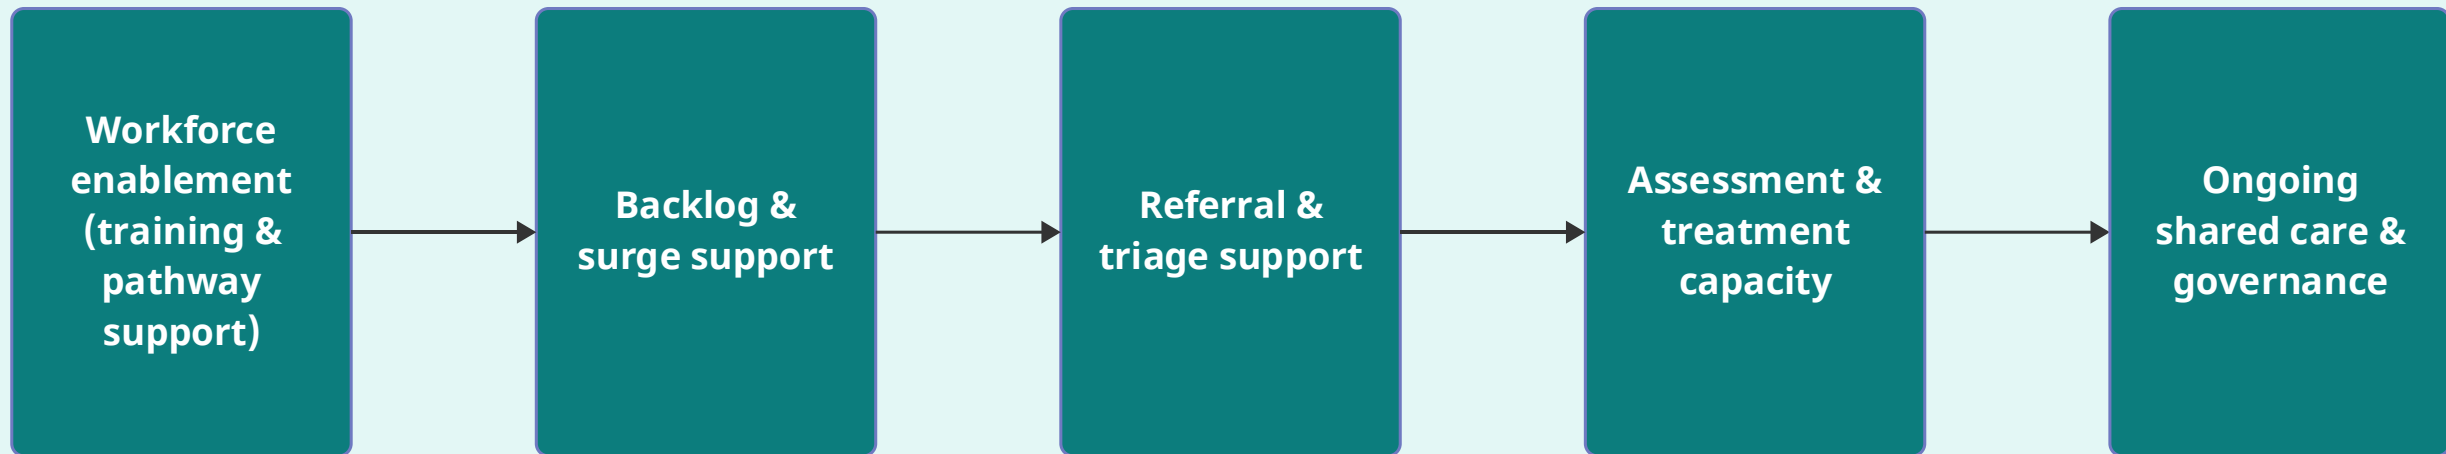 Workforce
enablement
(training &
pathway
support)
Backlog &
surge support
Referral &
triage support
Assessment &
treatment
capacity
Ongoing
shared care &
governance